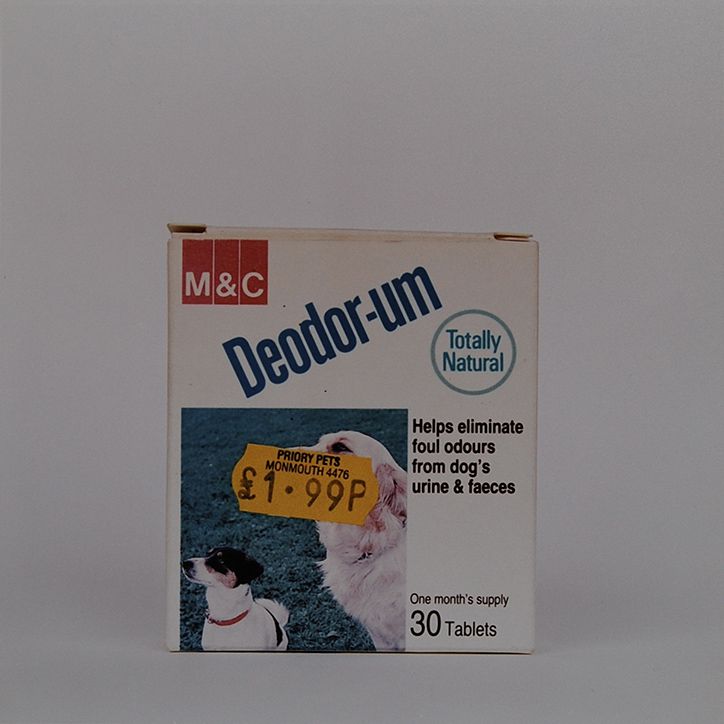 M&C
Deodor-um
Totally
Natural
Helps eliminate
foul odours
from dog's
urine & faeces
PRIORY PETS
MONMOUTH 4476
£1.99P
One month's supply
30 Tablets